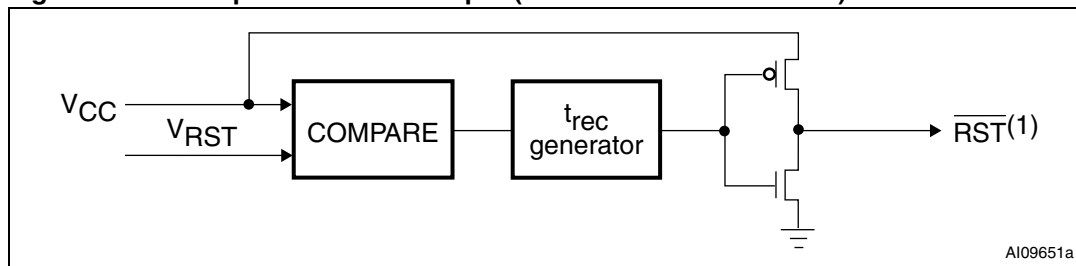 V_CC
V_RST
COMPARE
t_rec
generator
RST(1)
AI09651a